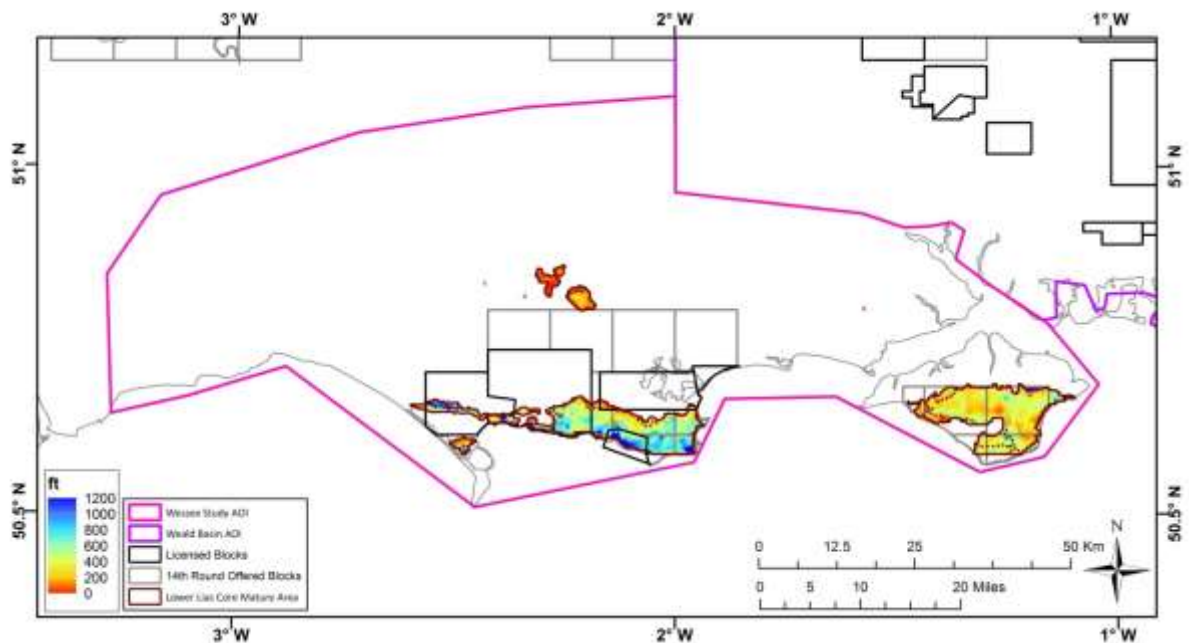 3° W 2° W 1° W
51° N 51° N
50.5° N 50.5° N
ft
1200
1000
800
600
400
200
0
Wessex Study AOI
Weald Basin AOI
Licensed Blocks
14th Round Offered Blocks
Lower Lias Core Mature Area
0 12.5 25 50 Km
0 5 10 20 Miles
N
3° W 2° W 1° W